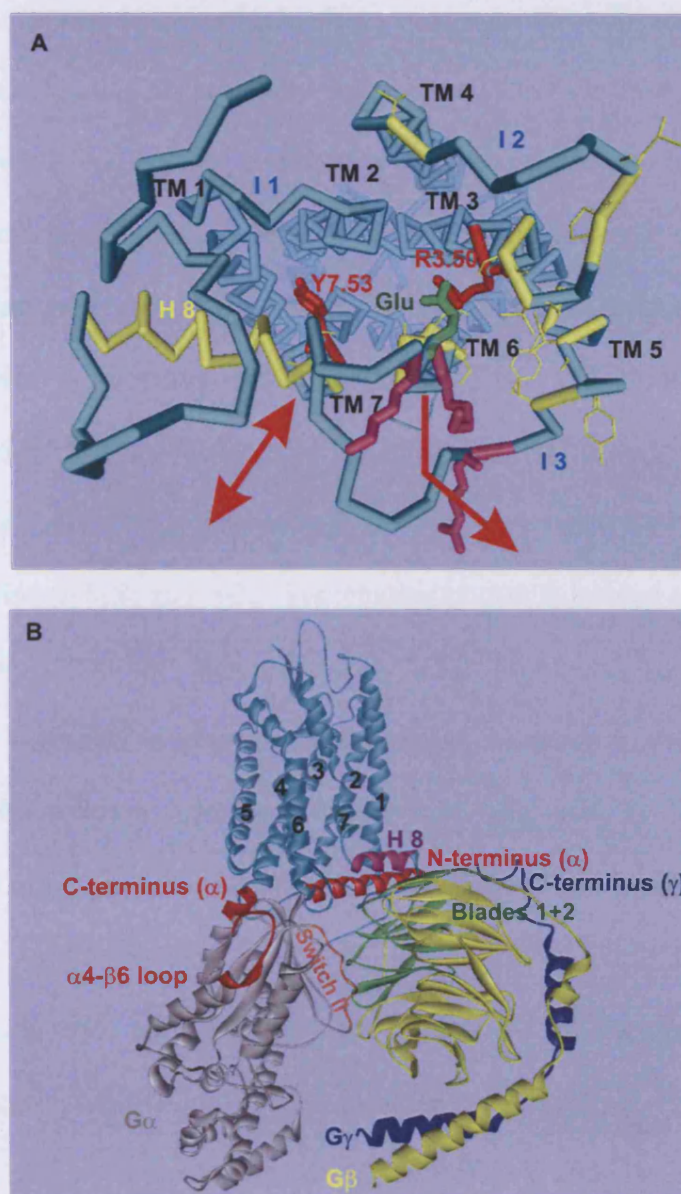 A
TM 4
I 2
TM 1
I 1
TM 2
TM 3
R3.50
Y7.53
Glu
H 8
TM 6
TM 5
TM 7
I 3
B
3
4
2
5
6
7
1
H 8
N-terminus (α)
C-terminus (α)
C-terminus (γ)
Blades 1+2
Switch II
α4-β6 loop
Gα
Gγ
Gβ